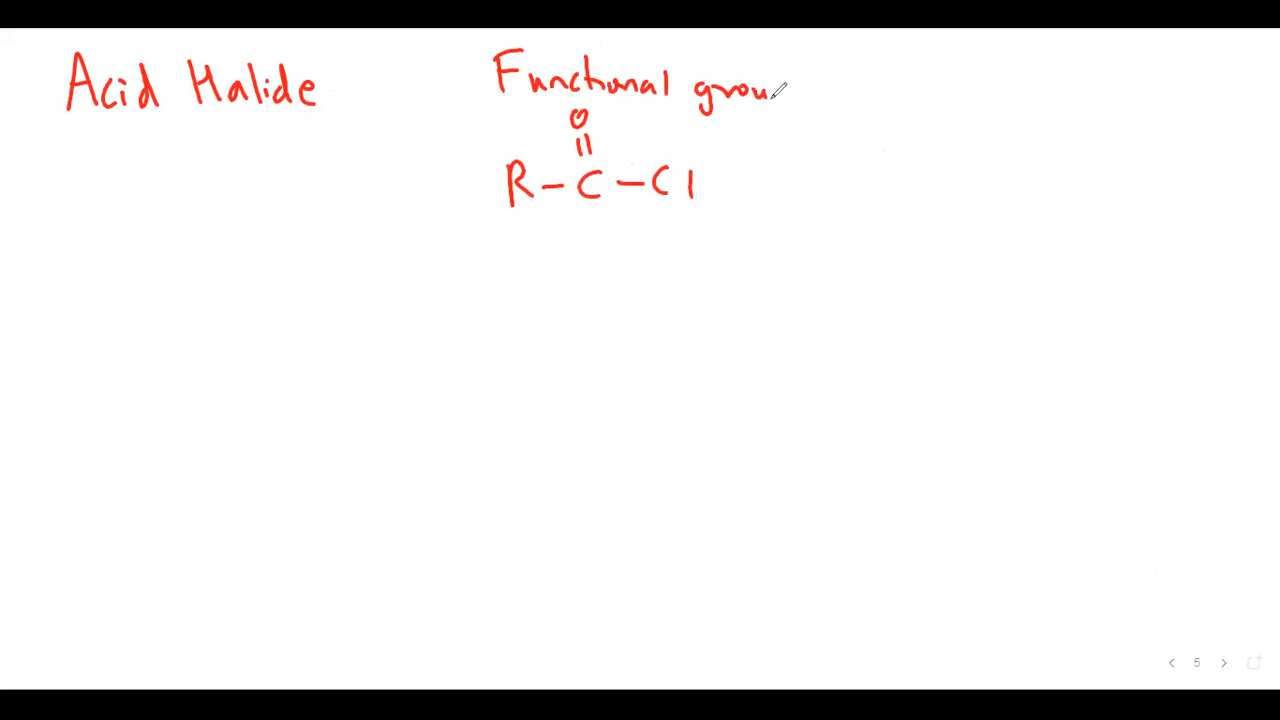 Acid Halide
Functional grou
O
||
R-C-Cl
< 5 >